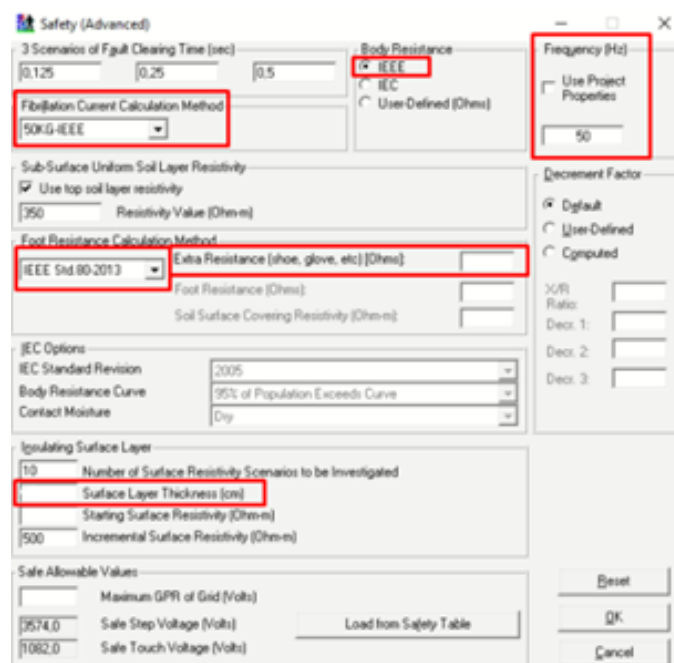 Safety (Advanced)
3 Scenarios of Fault Clearing Time (sec)
0,125 0,25 0,5
Body Resistance
IEEE
IEC
User-Defined (Ohms)
Frequency (Hz)
Use Project
Properties
50
Fibrillation Current Calculation Method
50KG-IEEE
Sub-Surface Uniform Soil Layer Resistivity
Use top soil layer resistivity
350 Resistivity Value (Ohm-m)
Decrement Factor
Default
User-Defined
Computed
X/R
Ratio:
Decr. 1:
Decr. 2:
Decr. 3:
Foot Resistance Calculation Method
IEEE Std.80-2013
Extra Resistance (shoe, glove, etc) [Ohms]:
Foot Resistance (Ohms):
Soil Surface Covering Resistivity (Ohm-m):
IEC Options
IEC Standard Revision 2005
Body Resistance Curve 95% of Population Exceeds Curve
Contact Moisture Dry
Insulating Surface Layer
10 Number of Surface Resistivity Scenarios to be Investigated
Surface Layer Thickness (cm)
Starting Surface Resistivity (Ohm-m)
500 Incremental Surface Resistivity (Ohm-m)
Safe Allowable Values
Maximum GPR of Grid (Volts)
3574,0 Safe Step Voltage (Volts)
1082,0 Safe Touch Voltage (Volts)
Load from Safety Table
Reset
OK
Cancel